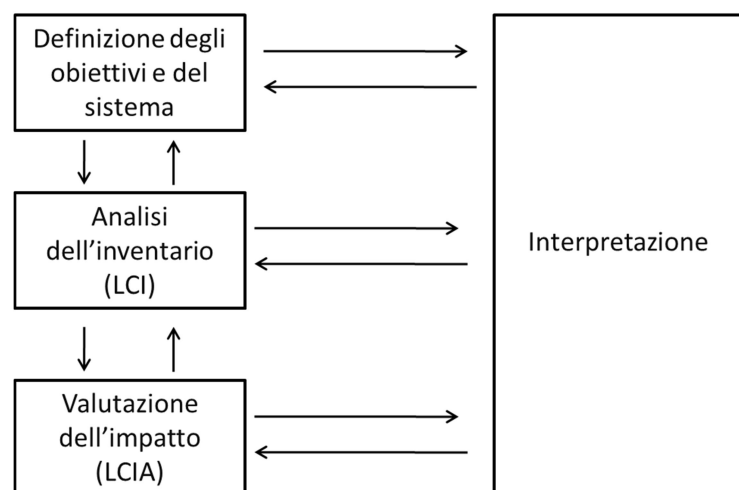 Definizione degli
obiettivi e del
sistema
Analisi
dell’inventario
(LCI)
Interpretazione
Valutazione
dell’impatto
(LCIA)